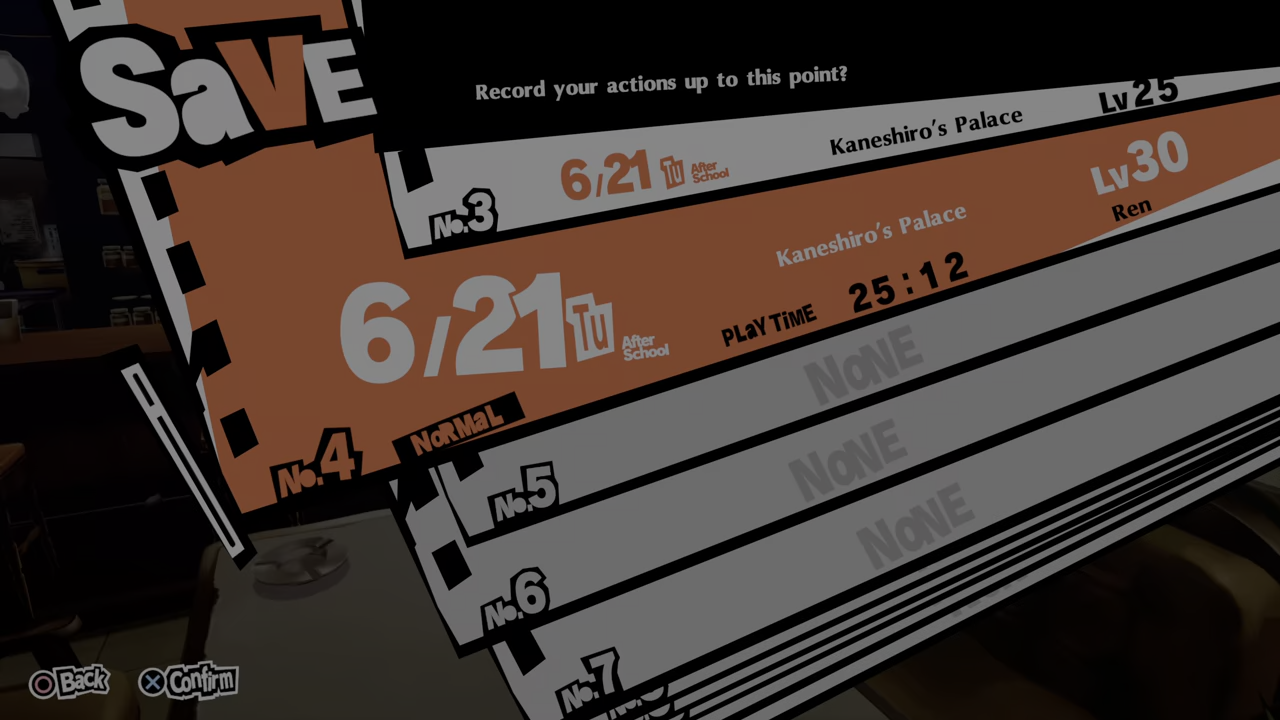 SaVE
Record your actions up to this point?
No.3 6/21 Tu After School Kaneshiro's Palace Lv25
No.4 6/21 Tu After School Kaneshiro's Palace Lv30
Ren
PLaY TiME 25:12
NoRMaL
No.5 NoNE
No.6 NoNE
No.7 NoNE
Back Confirm